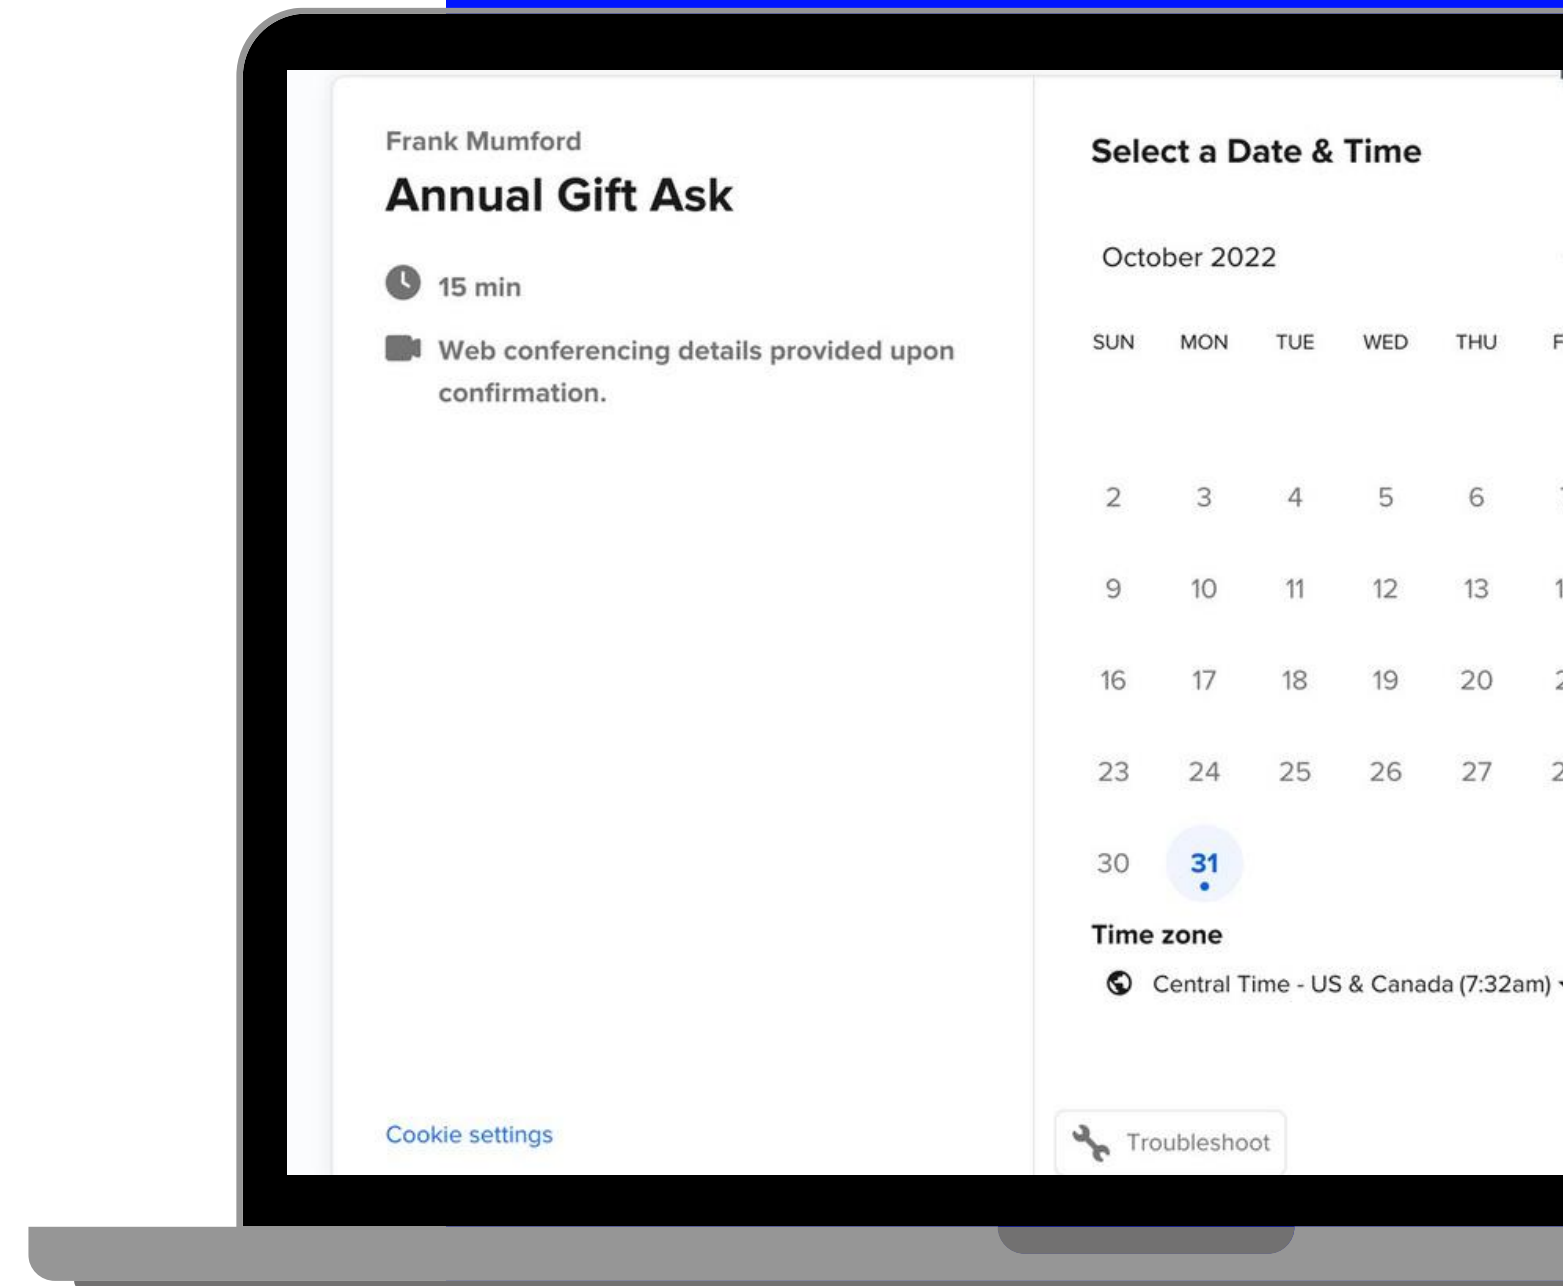 Frank Mumford
Annual Gift Ask
15 min
Web conferencing details provided upon
confirmation.
Cookie settings
Select a Date & Time
October 2022
SUN MON TUE WED THU
2 3 4 5 6
9 10 11 12 13
16 17 18 19 20
23 24 25 26 27
30 31
Time zone
Central Time - US & Canada (7:32am)
Troubleshoot